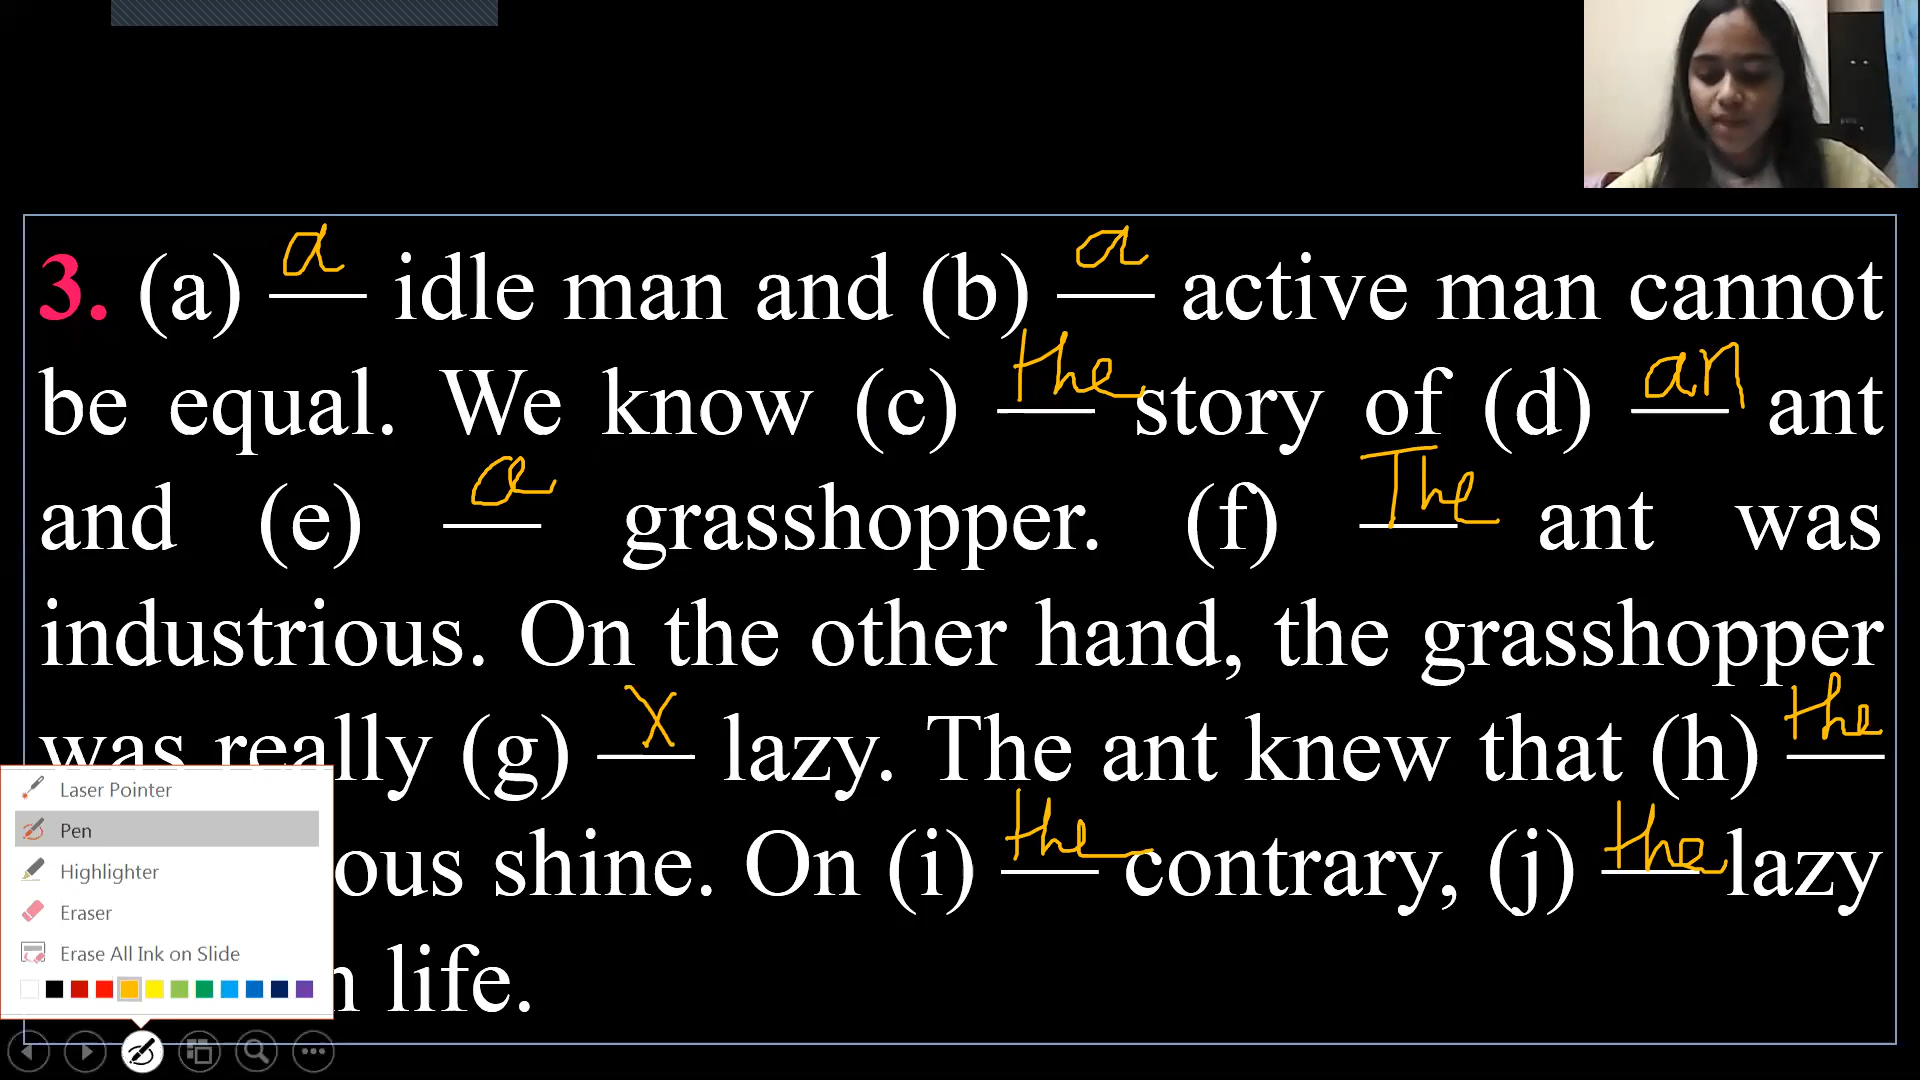 3. (a) a idle man and (b) a active man cannot
be equal. We know (c) the story of (d) an ant
and (e) a grasshopper. (f) The ant was
industrious. On the other hand, the grasshopper
was really (g) X lazy. The ant knew that (h) the
ous shine. On (i) the contrary, (j) the lazy
n life.
Laser Pointer
Pen
Highlighter
Eraser
Erase All Ink on Slide